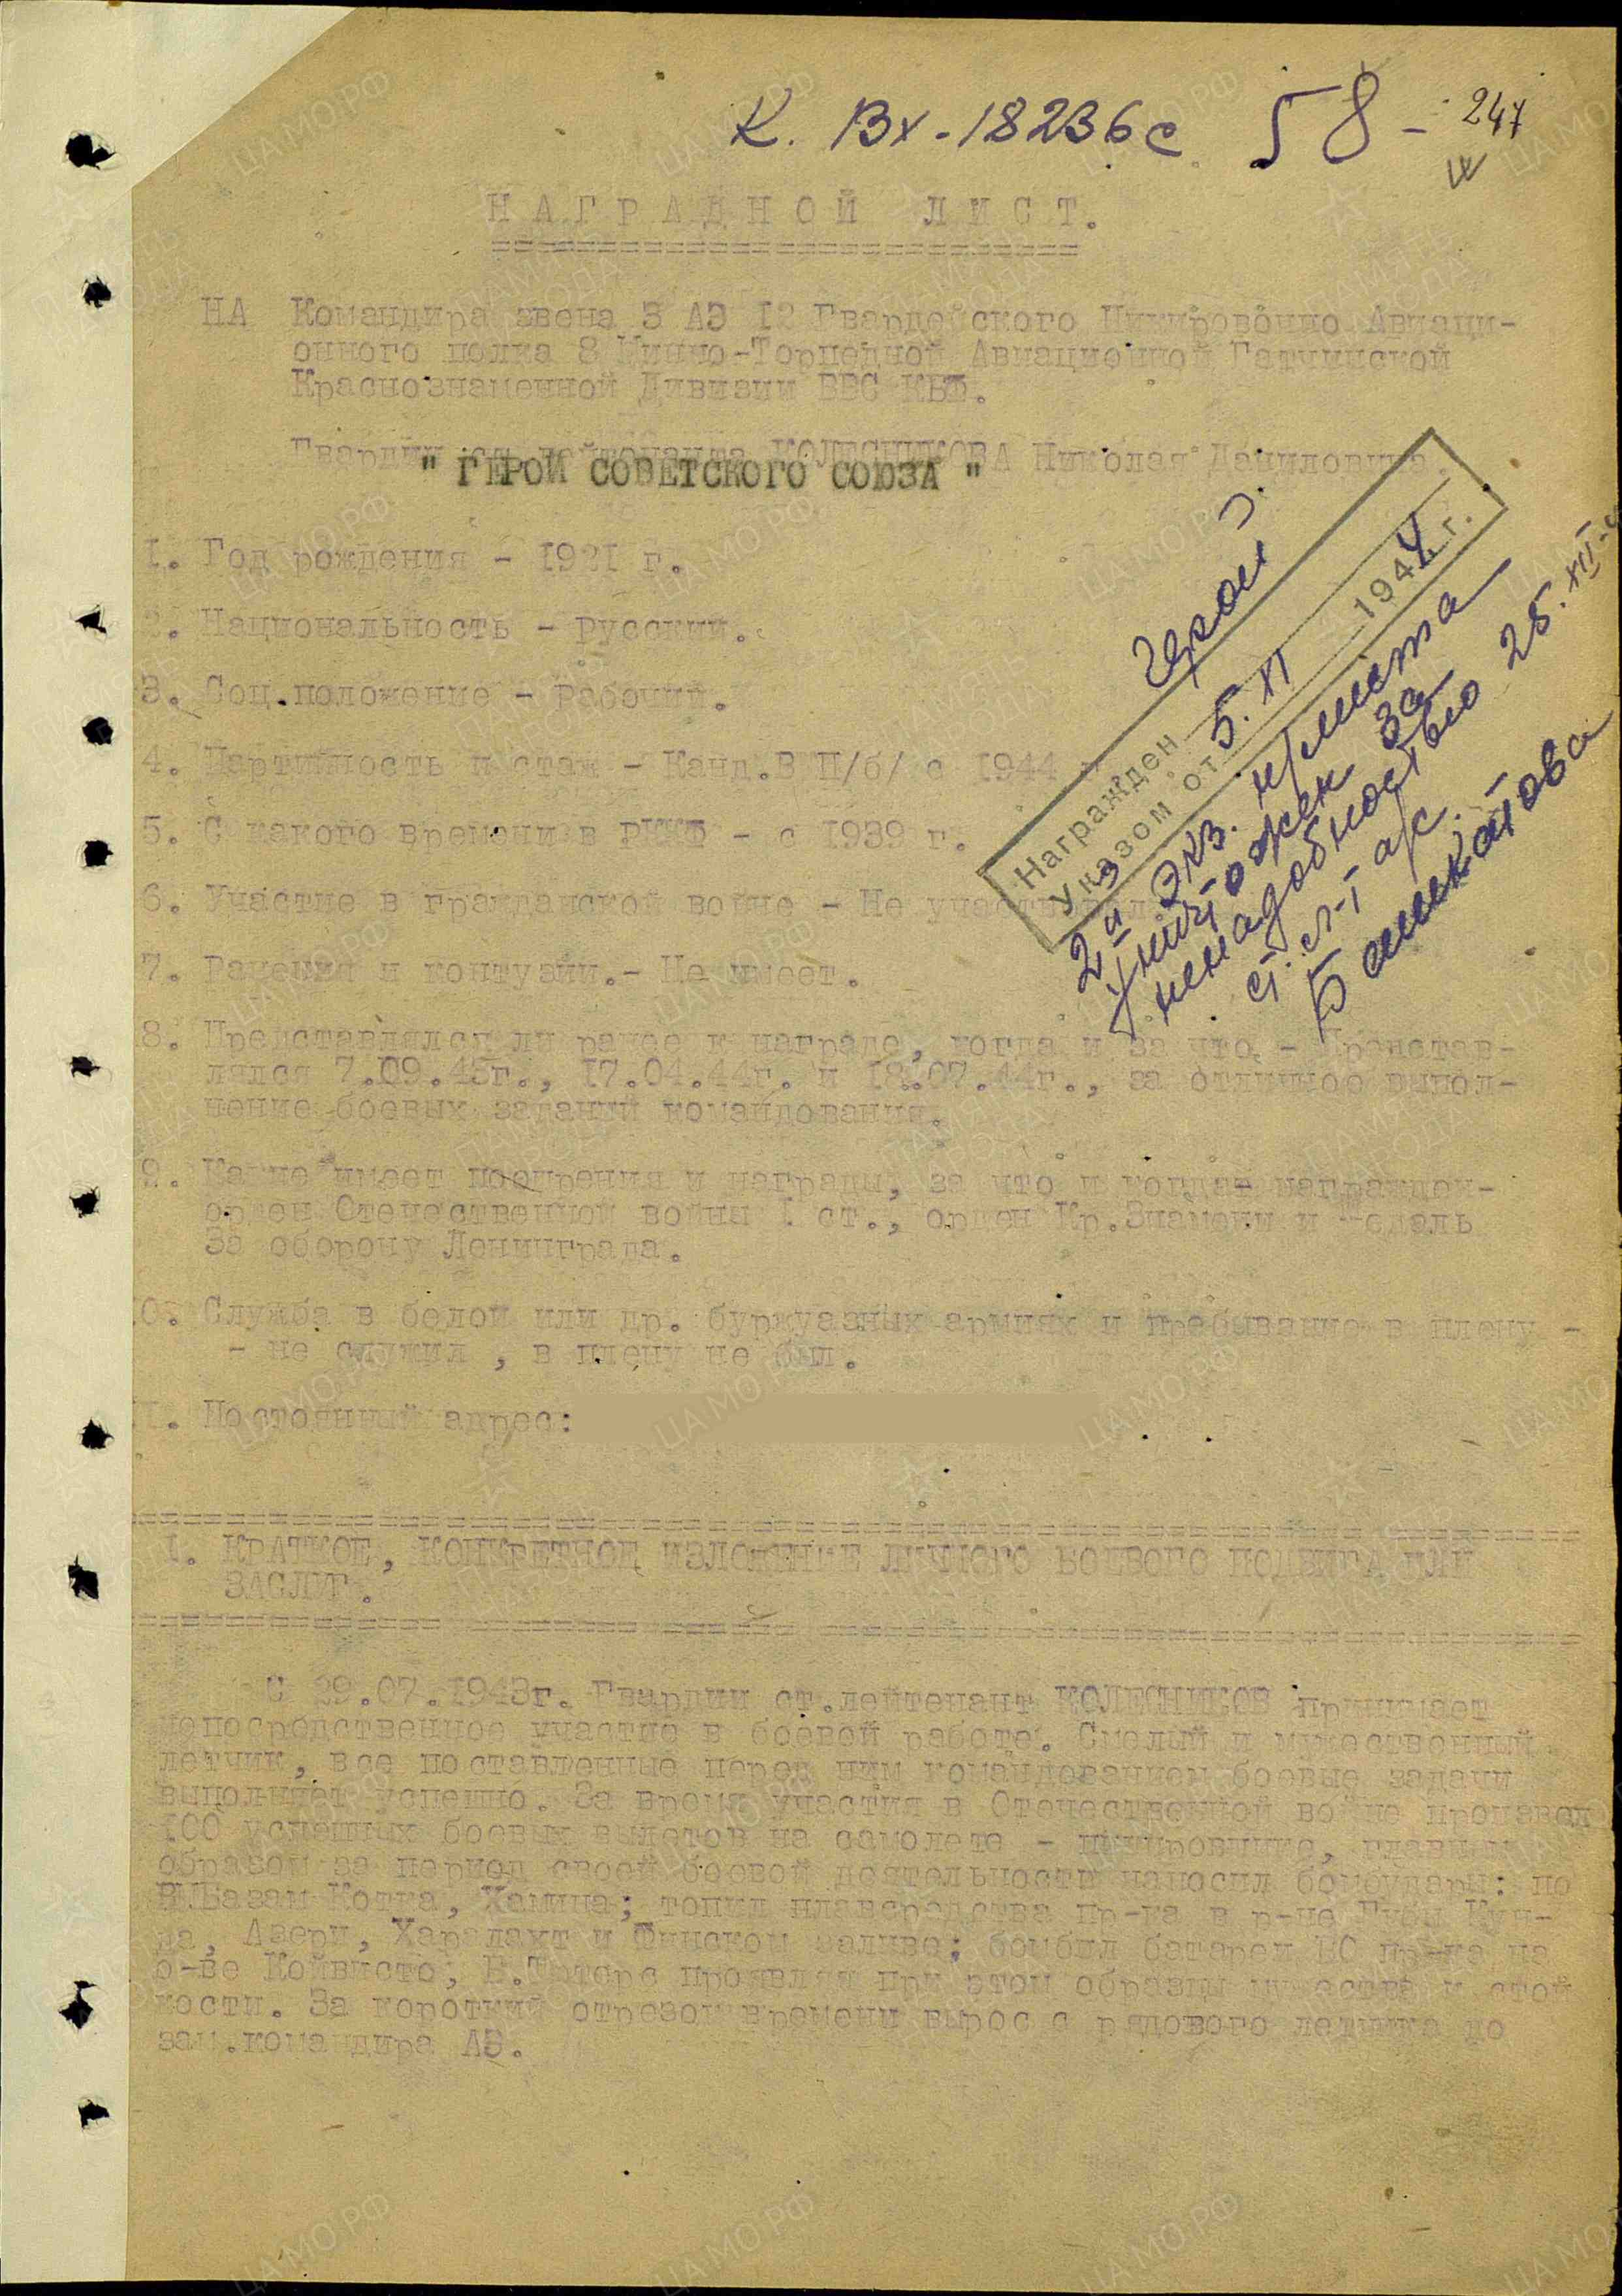 К. Вх-18236с 58 - 247
НАГРАДНОЙ ЛИСТ.
НА Командира звена 3 АЭ 12 Гвардейского Пикировочно Авиаци-
онного полка 8 Минно-Торпедной Авиационной Гатчинской
Краснознаменной Дивизии ВВС КБФ.
Гвардии ст.лейтенанта КОЛЕСНИКОВА Николая Даниловича.
" ГЕРОЙ СОВЕТСКОГО СОЮЗА "
Героя
Награжден
Указом от 5.XI 1944 г.
2й экз. н/листа
уничтожен за
ненадобностью 25.XII
ст. л-т а/с.
1. Год рождения - 1921 г.
2. Национальность - Русский.
3. Соц.положение - Рабочий.
4. Партийность и стаж - Канд.В П/б/ с 1944
5. С какого времени в РККФ - с 1939 г.
6. Участие в гражданской войне - Не участвовал.
7. Ранения и контузии.- Не имеет.
8. Представлялся ли ранее к награде, когда и за что - Представ-
лялся 7.09.43г., 17.04.44г. и 18.07.44г., за отличное выпол-
нение боевых заданий командования.
9. Какие имеет поощрения и награды, за что и когда награжден-
орден Отечественной войны I ст., орден Кр.Знамени и медаль
За оборону Ленинграда.
10. Служба в белой или др. буржуазных армиях и пребывание в плену -
- не служил , в плену не был.
11. Постоянный адрес:
1. КРАТКОЕ, КОНКРЕТНОЕ ИЗЛОЖЕНИЕ ЛИЧНОГО БОЕВОГО ПОДВИГА ИЛИ
ЗАСЛУГ.
С 29.07.1943г. Гвардии ст.лейтенант КОЛЕСНИКОВ принимает
непосредственное участие в боевой работе. Смелый и мужественный
летчик, все поставленные перед ним командованием боевые задачи
выполняет успешно. За время участия в Отечественной войне произвел
100 успешных боевых вылетов на самолете - пикировщике, главным
образом за период своей боевой деятельности наносил бомбудары: по
ВМБазам Котка, Хамина; топил плавсредства пр-ка в р-не Губы Кун-
да, Азери, Харалахт и Финском заливе; бомбил батареи БО пр-ка на
о-ве Койвисто, Б.Тютерс проявляя при этом образцы мужества и стой
кости. За короткий отрезок времени вырос с рядового летчика до
зам.командира АЭ.